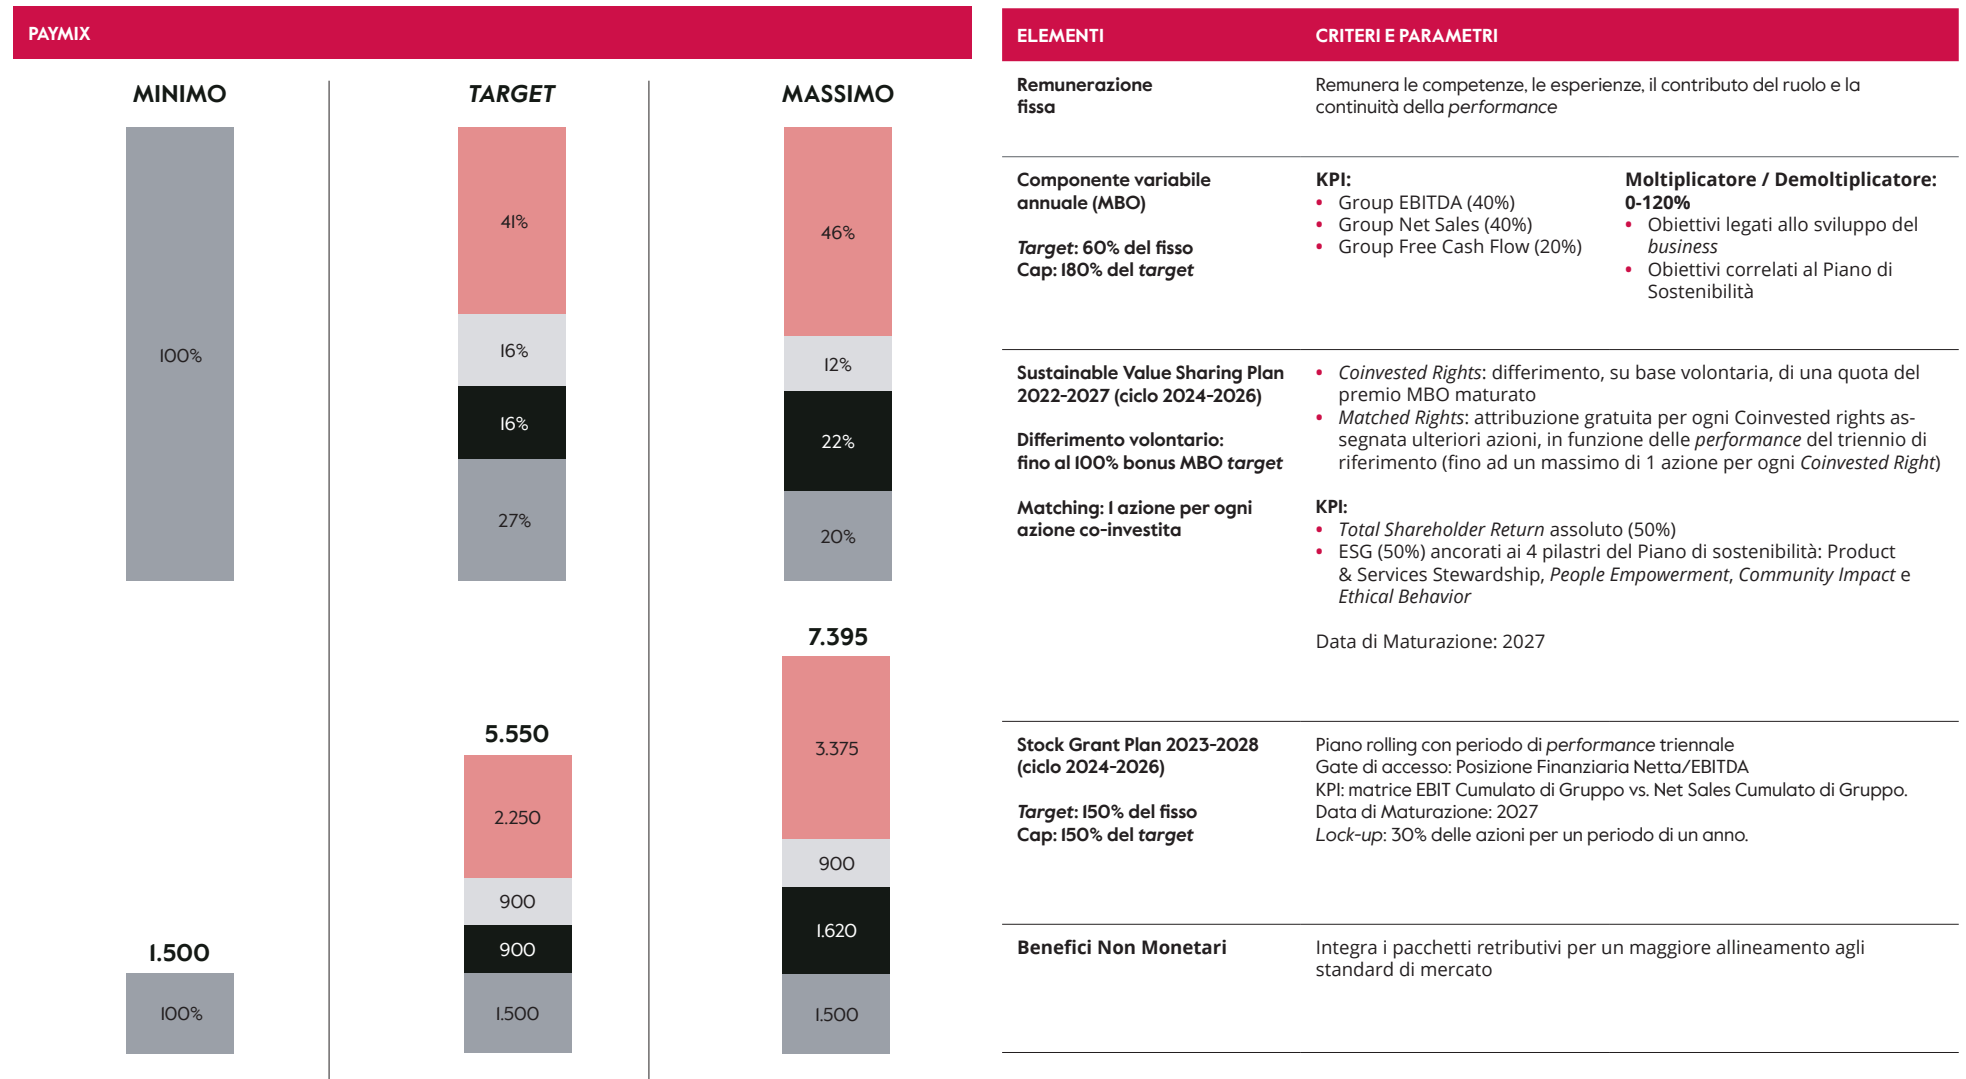 PAYMIX
MINIMO
TARGET
MASSIMO
100%
41%
16%
16%
27%
46%
12%
22%
20%
1.500
100%
5.550
2.250
900
900
1.500
7.395
3.375
900
1.620
1.500
ELEMENTI
CRITERI E PARAMETRI
Remunerazione
fissa
Remunera le competenze, le esperienze, il contributo del ruolo e la
continuità della performance
Componente variabile
annuale (MBO)
Target: 60% del fisso
Cap: 180% del target
KPI:
• Group EBITDA (40%)
• Group Net Sales (40%)
• Group Free Cash Flow (20%)
Moltiplicatore / Demoltiplicatore:
0-120%
• Obiettivi legati allo sviluppo del
business
• Obiettivi correlati al Piano di
Sostenibilità
Sustainable Value Sharing Plan
2022-2027 (ciclo 2024-2026)
Differimento volontario:
fino al 100% bonus MBO target
Matching: 1 azione per ogni
azione co-investita
• Coinvested Rights: differimento, su base volontaria, di una quota del
premio MBO maturato
• Matched Rights: attribuzione gratuita per ogni Coinvested rights as-
segnata ulteriori azioni, in funzione delle performance del triennio di
riferimento (fino ad un massimo di 1 azione per ogni Coinvested Right)
KPI:
• Total Shareholder Return assoluto (50%)
• ESG (50%) ancorati ai 4 pilastri del Piano di sostenibilità: Product
& Services Stewardship, People Empowerment, Community Impact e
Ethical Behavior
Data di Maturazione: 2027
Stock Grant Plan 2023-2028
(ciclo 2024-2026)
Target: 150% del fisso
Cap: 150% del target
Piano rolling con periodo di performance triennale
Gate di accesso: Posizione Finanziaria Netta/EBITDA
KPI: matrice EBIT Cumulato di Gruppo vs. Net Sales Cumulato di Gruppo.
Data di Maturazione: 2027
Lock-up: 30% delle azioni per un periodo di un anno.
Benefici Non Monetari
Integra i pacchetti retributivi per un maggiore allineamento agli
standard di mercato